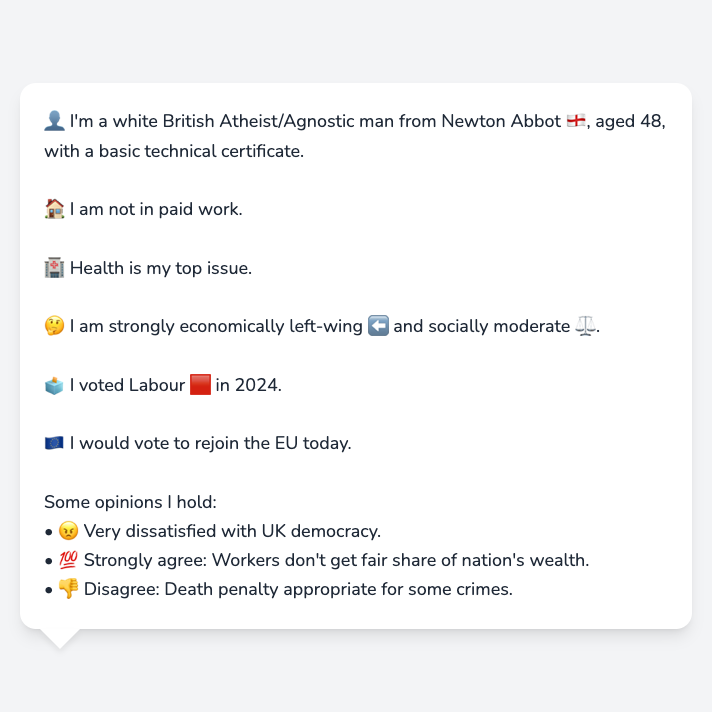 👤 I'm a white British Atheist/Agnostic man from Newton Abbot 🏴󠁧󠁢󠁥󠁮󠁧󠁿, aged 48,
with a basic technical certificate.
🏠 I am not in paid work.
🏥 Health is my top issue.
🤔 I am strongly economically left-wing ⬅️ and socially moderate ⚖️.
🗳️ I voted Labour 🟥 in 2024.
🇪🇺 I would vote to rejoin the EU today.
Some opinions I hold:
• 😠 Very dissatisfied with UK democracy.
• 💯 Strongly agree: Workers don't get fair share of nation's wealth.
• 👎 Disagree: Death penalty appropriate for some crimes.